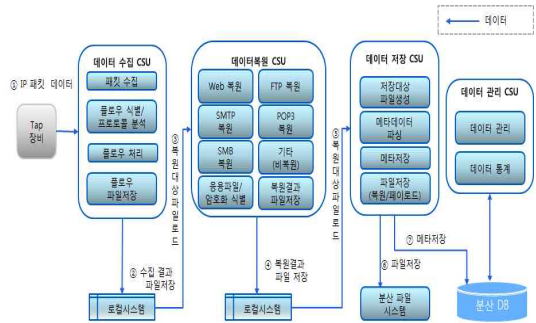 데이터
데이터 수집 CSU
① IP 패킷 데이터
Tap
장비
패킷 수집
플로우 식별/
프로토콜 분석
플로우 처리
플로우
파일저장
② 수집 결과
파일저장
로컬시스템
③복원대상파일로드
데이터복원 CSU
Web 복원
FTP 복원
SMTP
복원
POP3
복원
SMB
복원
기타
(비복원)
응용파일/
암호화 식별
복원결과
파일저장
④ 복원결과
파일 저장
로컬시스템
⑤복원대상파일로드
데이터 저장 CSU
저장대상
파일생성
메타데이터
파싱
메타저장
파일저장
(복원/페이로드)
⑥ 파일저장
분산 파일
시스템
⑦ 메타저장
데이터 관리 CSU
데이터 관리
데이터 통계
분산 DB